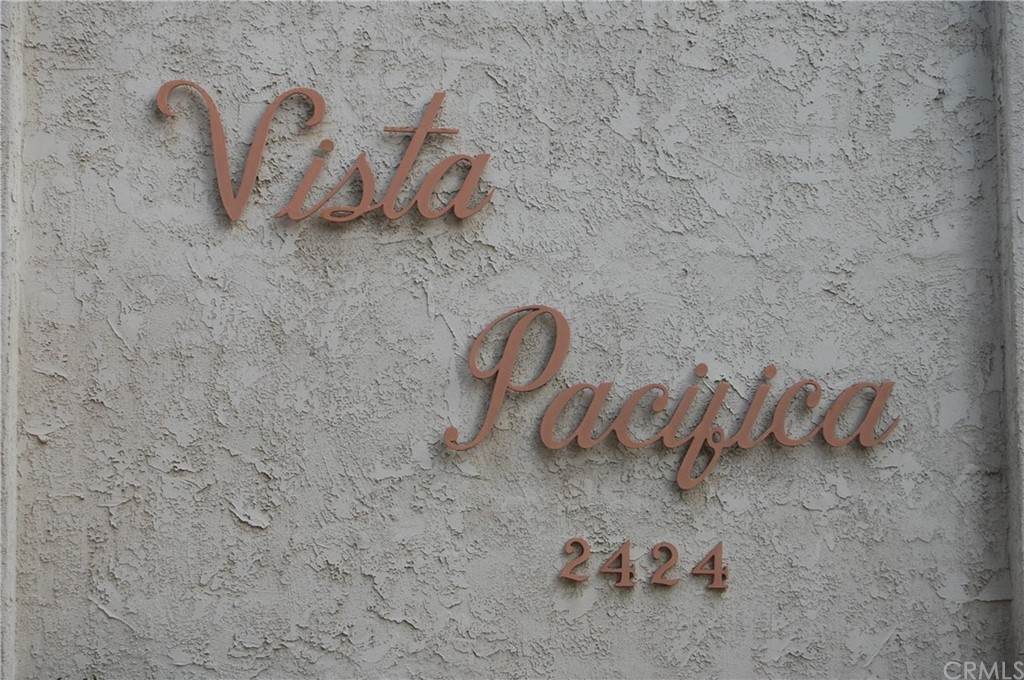 Vista
Pacifica
2424
CRMLS